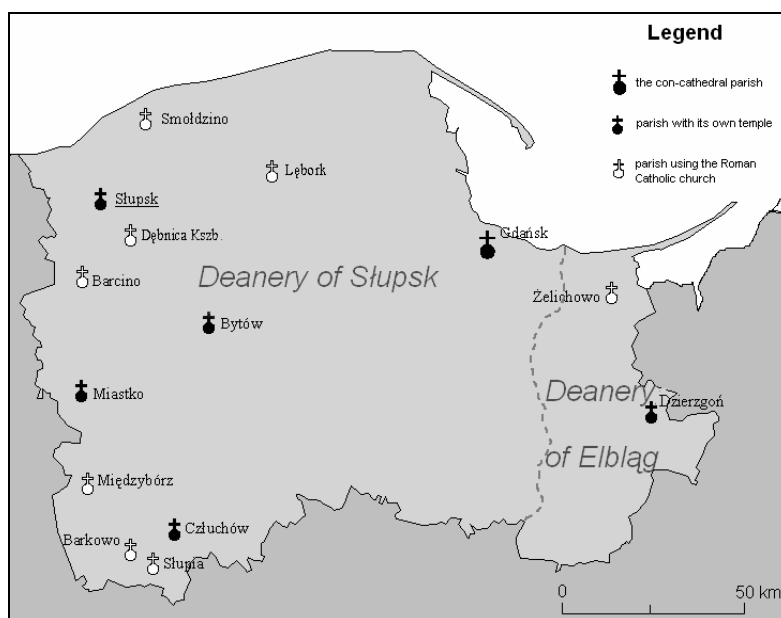 Legend
the con-cathedral parish
parish with its own temple
parish using the Roman
Catholic church
Smołdzino
Lębork
Słupsk
Dębnica Kszb.
Gdańsk
Barcino
Deanery of Słupsk
Żelichowo
Bytów
Miastko
Deanery
Dzierzgoń
of Elbląg
Międzybórz
Człuchów
Barkowo
Słupia
0 50 km